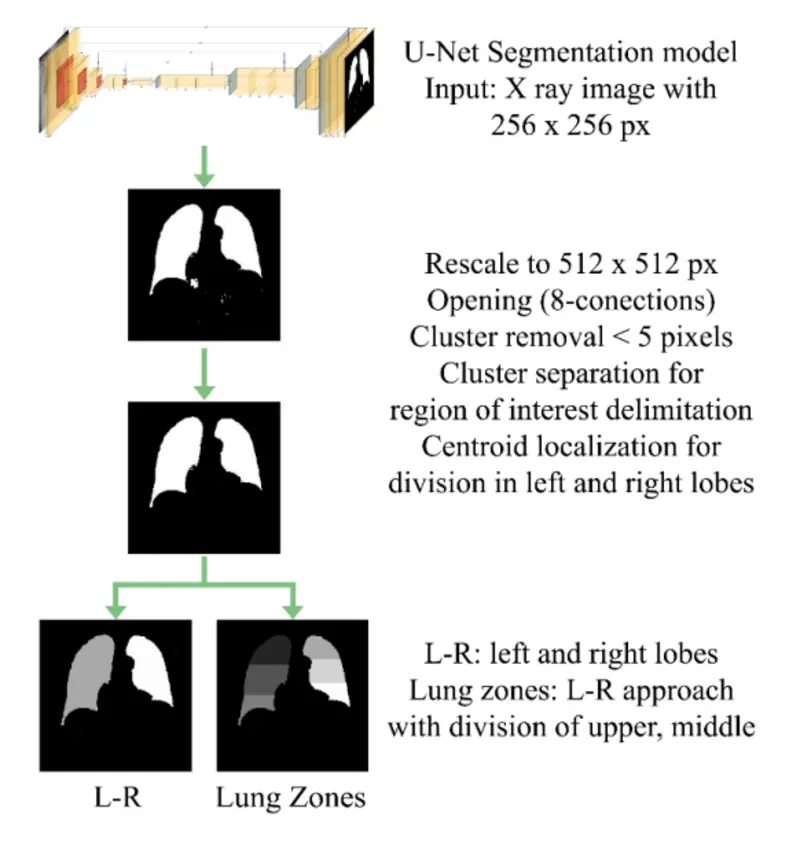 U-Net Segmentation model
Input: X ray image with
256 x 256 px
Rescale to 512 x 512 px
Opening (8-conections)
Cluster removal < 5 pixels
Cluster separation for
region of interest delimitation
Centroid localization for
division in left and right lobes
L-R: left and right lobes
Lung zones: L-R approach
with division of upper, middle
L-R
Lung Zones